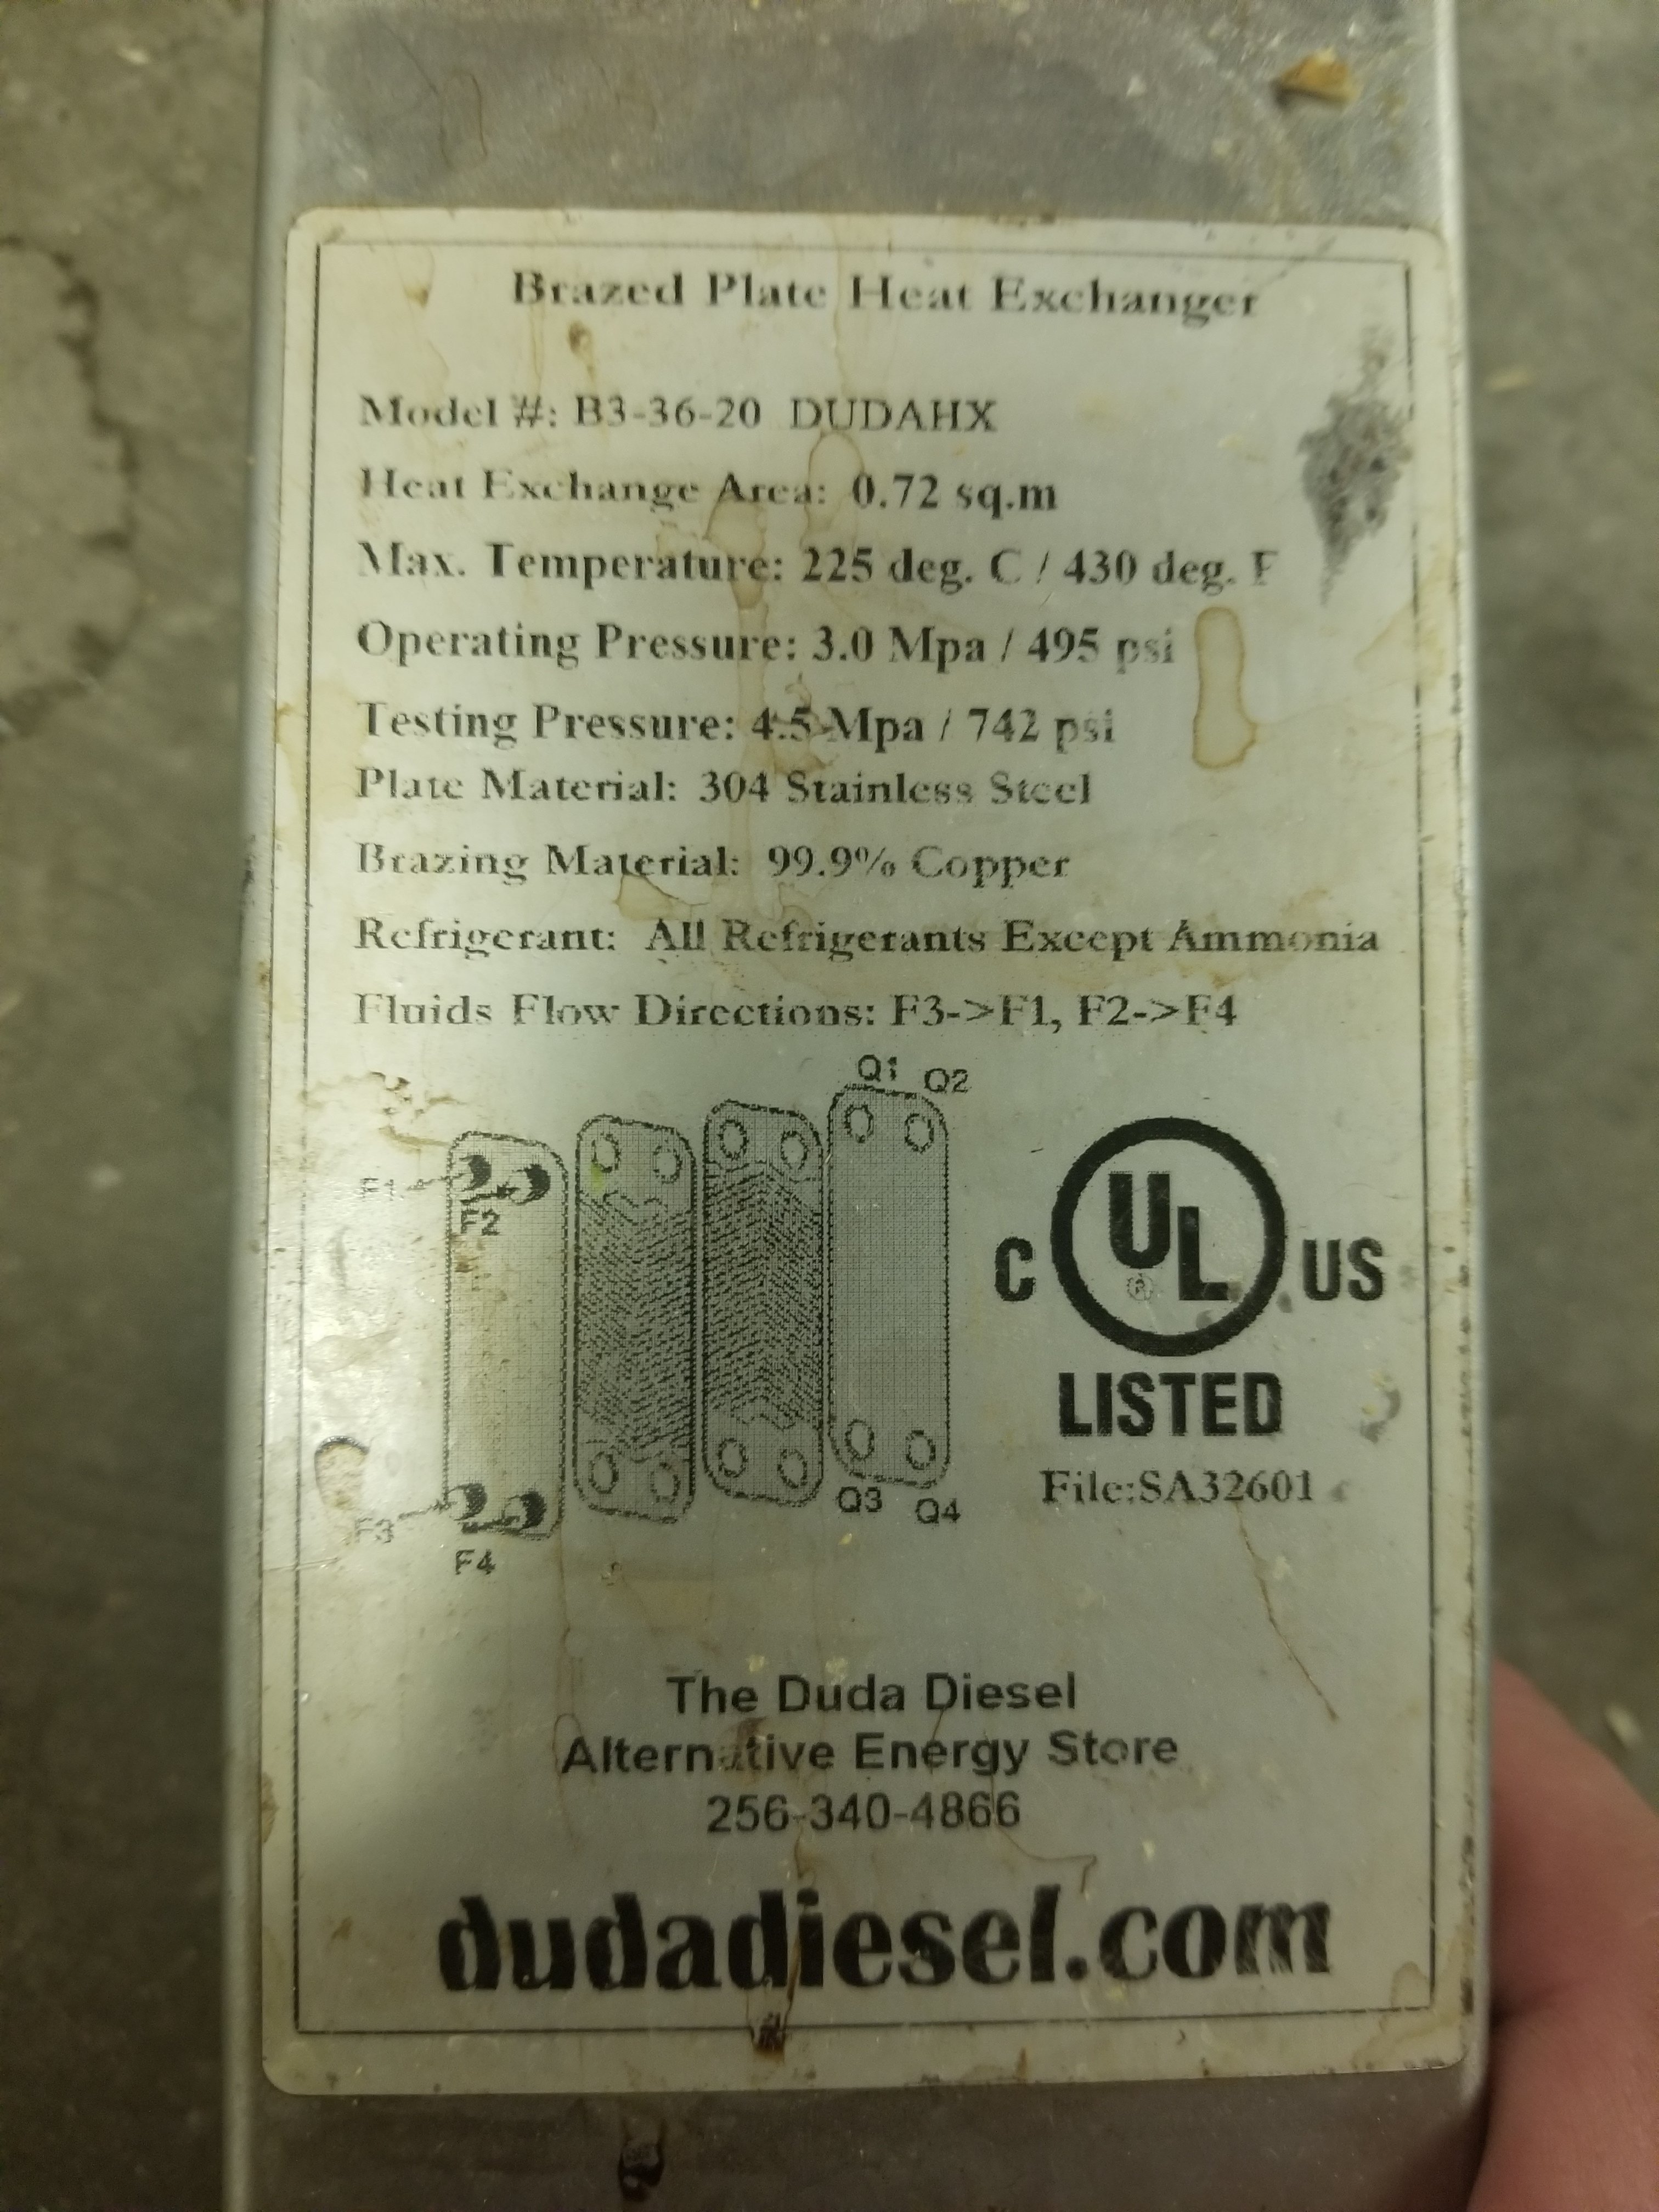 Brazed Plate Heat Exchanger
Model #: B3-36-20 DUDAHX
Heat Exchange Area: 0.72 sq.m
Max. Temperature: 225 deg. C / 430 deg. F
Operating Pressure: 3.0 Mpa / 495 psi
Testing Pressure: 4.5 Mpa / 742 psi
Plate Material: 304 Stainless Steel
Brazing Material: 99.9% Copper
Refrigerant: All Refrigerants Except Ammonia
Fluids Flow Directions: F3->F1, F2->F4
Q1 Q2
F1
F2
C UL® US
LISTED
File:SA32601
Q3 Q4
F3
F4
The Duda Diesel
Alternative Energy Store
256-340-4866
dudadiesel.com